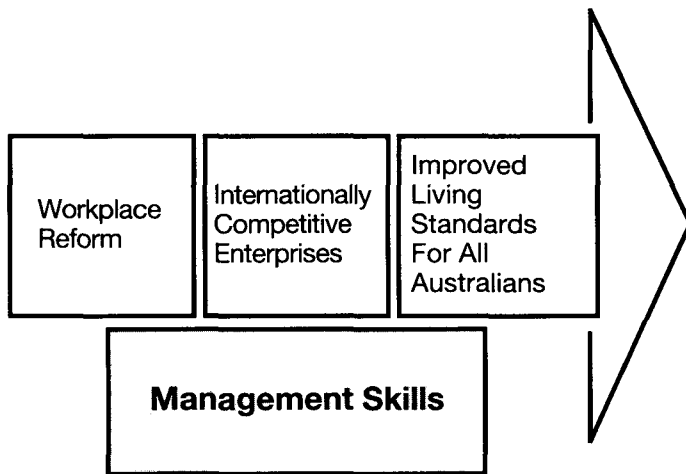 Workplace
Reform
Internationally
Competitive
Enterprises
Improved
Living
Standards
For All
Australians
Management Skills